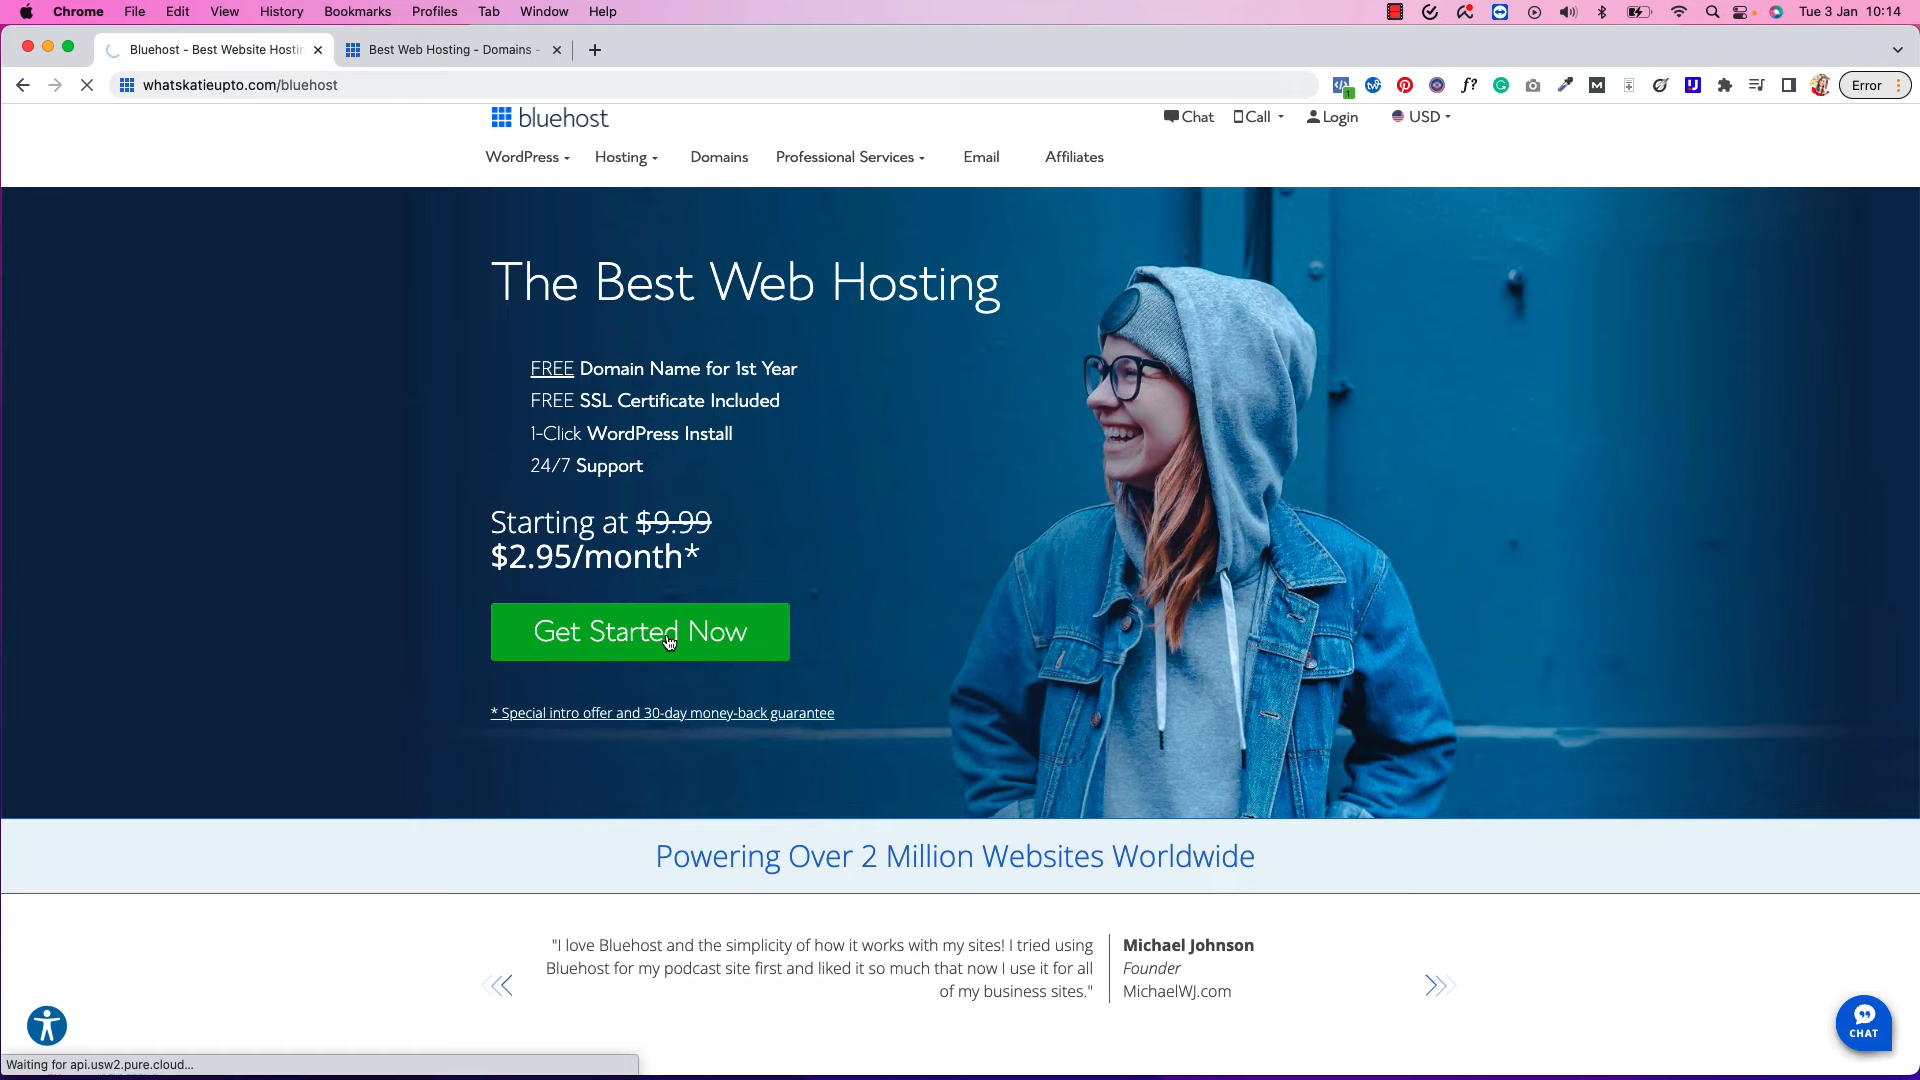 Chrome File Edit View History Bookmarks Profiles Tab Window Help Tue 3 Jan 10:14
Bluehost - Best Website Hostin
Best Web Hosting - Domains -
whatskatieupto.com/bluehost
Error
bluehost
Chat Call Login USD
WordPress Hosting Domains Professional Services Email Affiliates
The Best Web Hosting
FREE Domain Name for 1st Year
FREE SSL Certificate Included
1-Click WordPress Install
24/7 Support
Starting at $9.99
$2.95/month*
Get Started Now
* Special intro offer and 30-day money-back guarantee
Powering Over 2 Million Websites Worldwide
"I love Bluehost and the simplicity of how it works with my sites! I tried using
Bluehost for my podcast site first and liked it so much that now I use it for all
of my business sites."
Michael Johnson
Founder
MichaelWJ.com
CHAT
Waiting for api.usw2.pure.cloud...